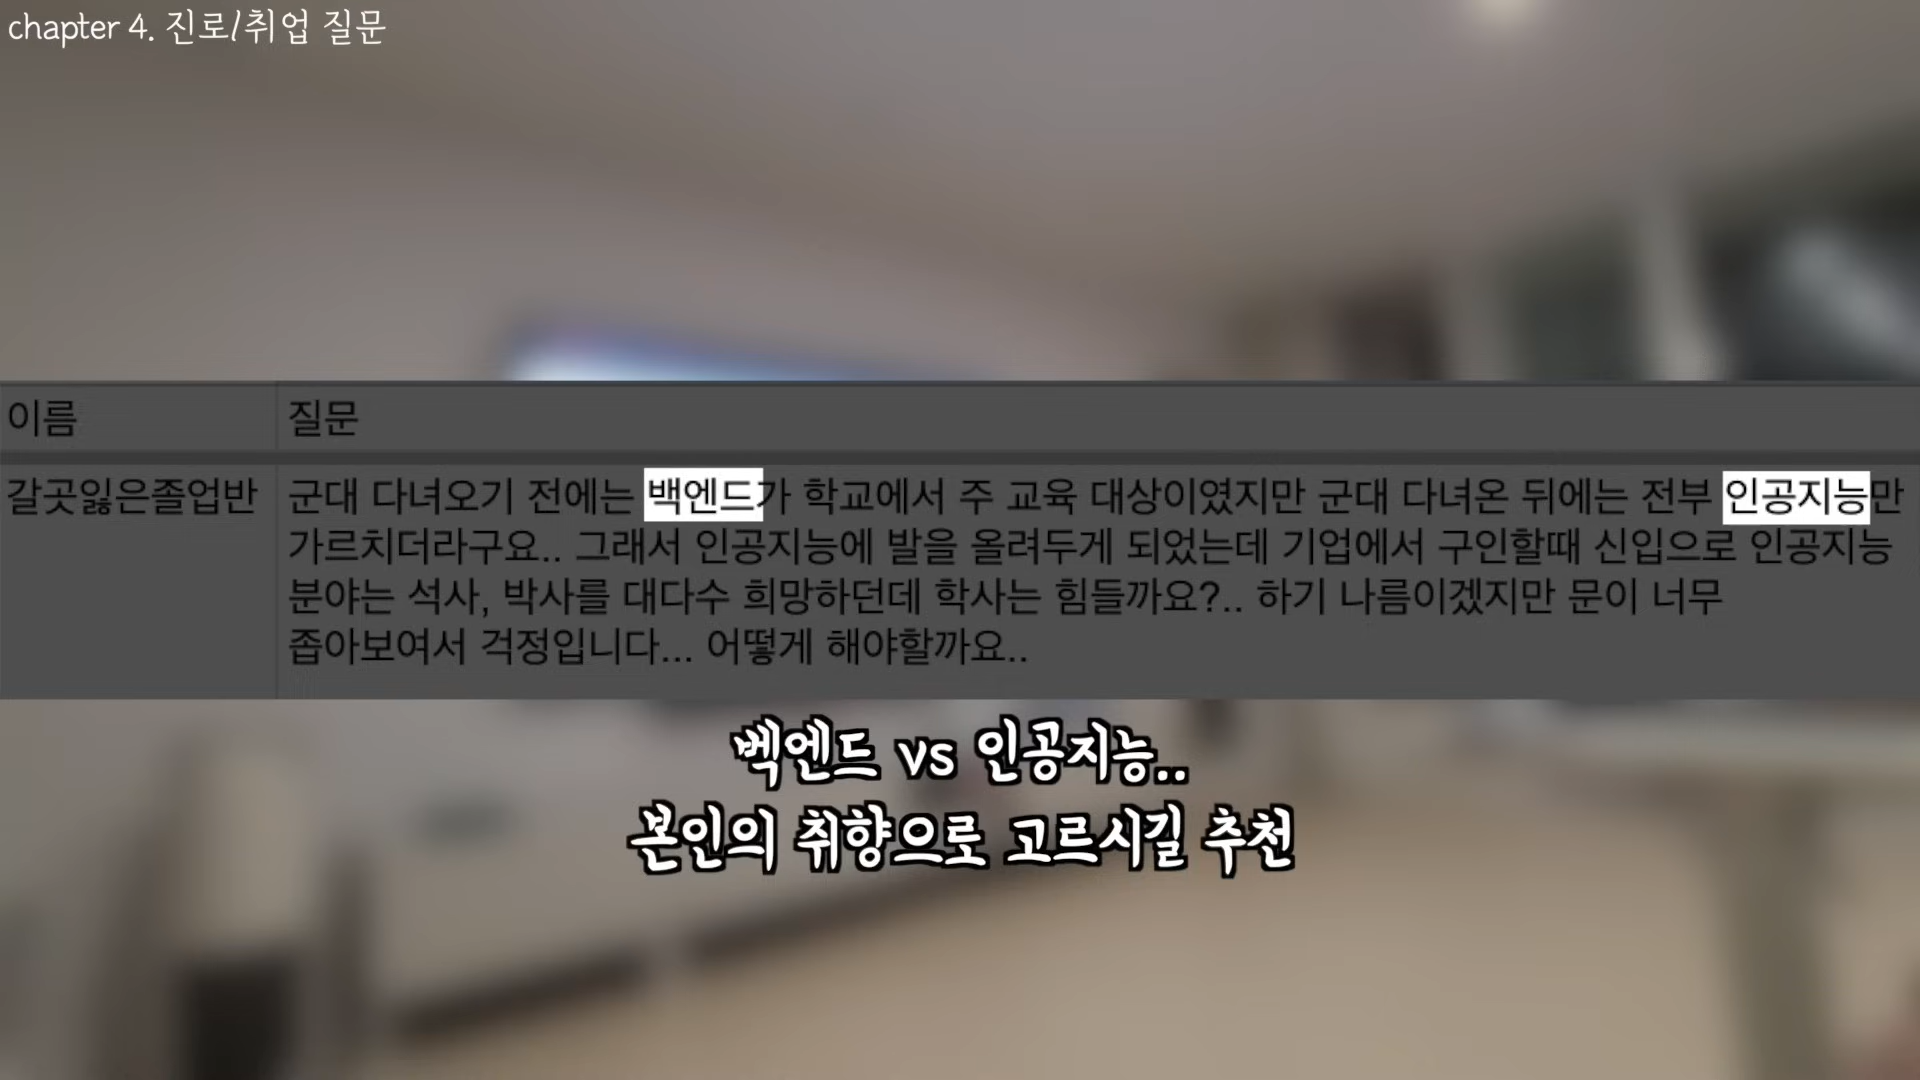 chapter 4. 진로/취업 질문
이름
질문
갈곳잃은졸업반
군대 다녀오기 전에는 백엔드가 학교에서 주 교육 대상이였지만 군대 다녀온 뒤에는 전부 인공지능만
가르치더라구요.. 그래서 인공지능에 발을 올려두게 되었는데 기업에서 구인할때 신입으로 인공지능
분야는 석사, 박사를 대다수 희망하던데 학사는 힘들까요?.. 하기 나름이겠지만 문이 너무
좁아보여서 걱정입니다... 어떻게 해야할까요..
벡엔드 vs 인공지능..
본인의 취향으로 고르시길 추천